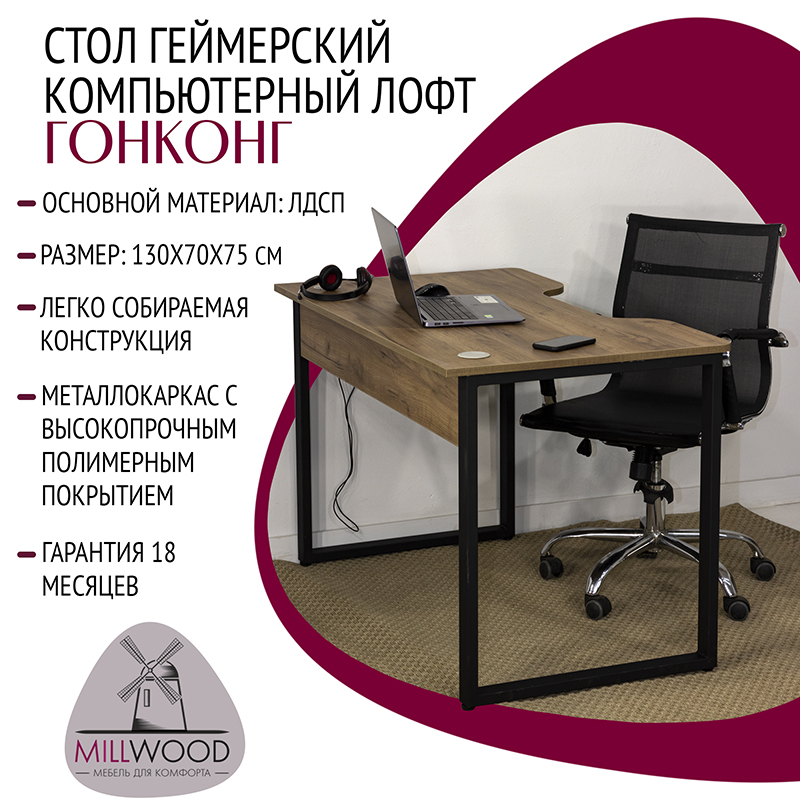 СТОЛ ГЕЙМЕРСКИЙ
КОМПЬЮТЕРНЫЙ ЛОФТ
ГОНКОНГ
ОСНОВНОЙ МАТЕРИАЛ: ЛДСП
РАЗМЕР: 130Х70Х75 СМ
ЛЕГКО СОБИРАЕМАЯ
КОНСТРУКЦИЯ
МЕТАЛЛОКАРКАС С
ВЫСОКОПРОЧНЫМ
ПОЛИМЕРНЫМ
ПОКРЫТИЕМ
ГАРАНТИЯ 18
МЕСЯЦЕВ
MILLWOOD
МЕБЕЛЬ ДЛЯ КОМФОРТА